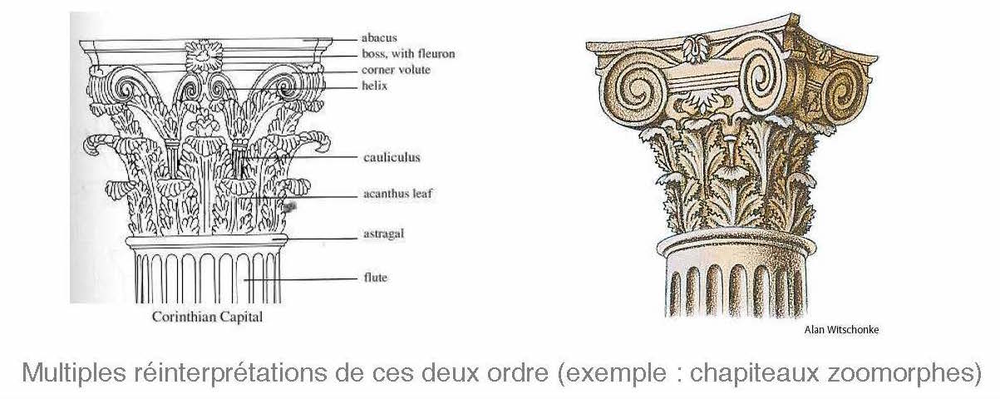 abacus
boss, with fleuron
corner volute
helix
cauliculus
acanthus leaf
astragal
flute
Corinthian Capital
Alan Witschonke
Multiples réinterprétations de ces deux ordre (exemple : chapiteaux zoomorphes)